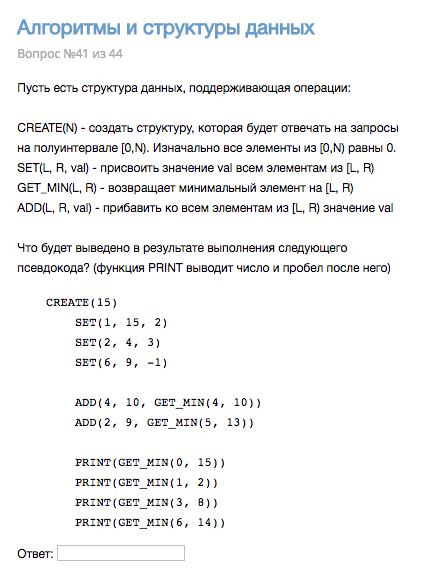 Алгоритмы и структуры данных
Вопрос №41 из 44
Пусть есть структура данных, поддерживающая операции:
CREATE(N) - создать структуру, которая будет отвечать на запросы
на полуинтервале [0,N). Изначально все элементы из [0,N) равны 0.
SET(L, R, val) - присвоить значение val всем элементам из [L, R)
GET_MIN(L, R) - возвращает минимальный элемент на [L, R)
ADD(L, R, val) - прибавить ко всем элементам из [L, R) значение val
Что будет выведено в результате выполнения следующего
псевдокода? (функция PRINT выводит число и пробел после него)
CREATE(15)
SET(1, 15, 2)
SET(2, 4, 3)
SET(6, 9, -1)
ADD(4, 10, GET_MIN(4, 10))
ADD(2, 9, GET_MIN(5, 13))
PRINT(GET_MIN(0, 15))
PRINT(GET_MIN(1, 2))
PRINT(GET_MIN(3, 8))
PRINT(GET_MIN(6, 14))
Ответ: